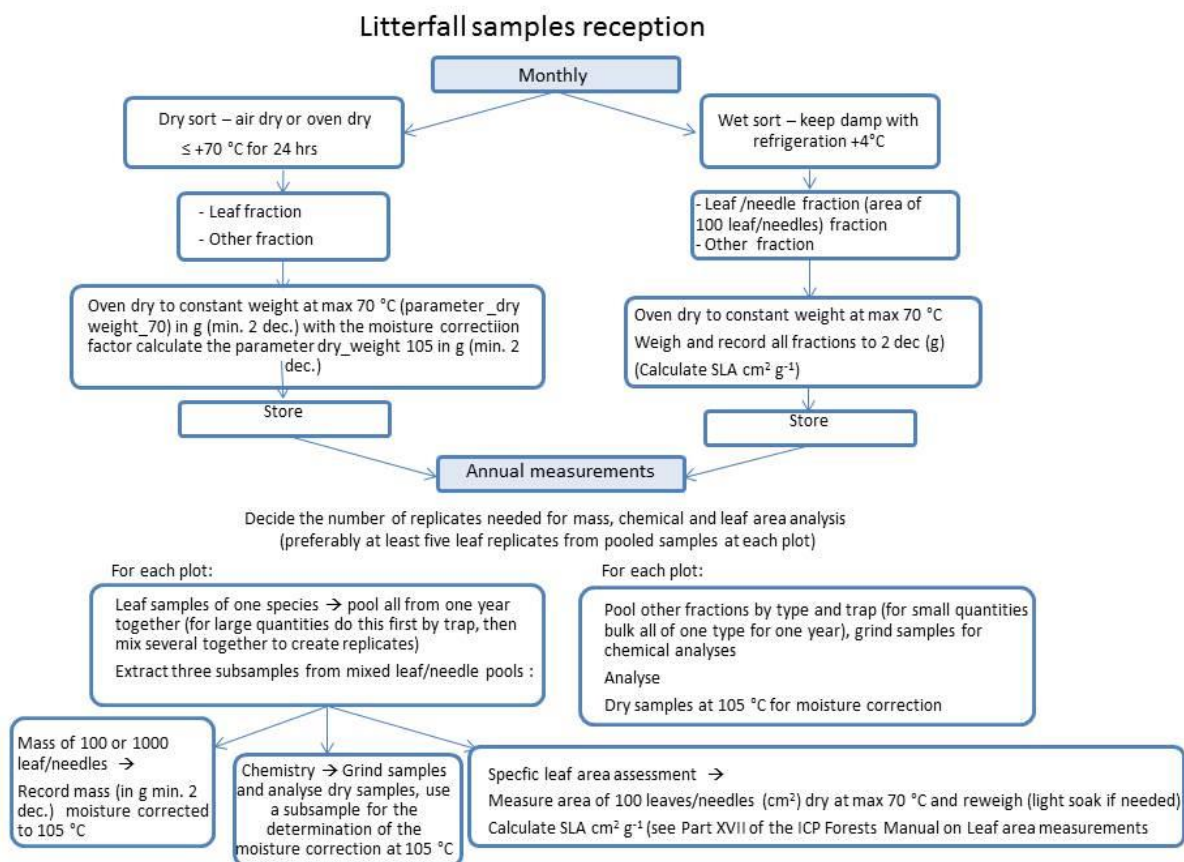 Litterfall samples reception
Monthly
Dry sort – air dry or oven dry
≤ +70 °C for 24 hrs
Wet sort – keep damp with
refrigeration +4°C
- Leaf fraction
- Other fraction
- Leaf /needle fraction (area of
100 leaf/needles) fraction
- Other fraction
Oven dry to constant weight at max 70 °C (parameter _dry
weight_70) in g (min. 2 dec.) with the moisture correctiion
factor calculate the parameter dry_weight 105 in g (min. 2
dec.)
Oven dry to constant weight at max 70 °C
Weigh and record all fractions to 2 dec (g)
(Calculate SLA cm² g⁻¹)
Store
Store
Annual measurements
Decide the number of replicates needed for mass, chemical and leaf area analysis
(preferably at least five leaf replicates from pooled samples at each plot)
For each plot:
Leaf samples of one species → pool all from one year
together (for large quantities do this first by trap, then
mix several together to create replicates)
Extract three subsamples from mixed leaf/needle pools :
For each plot:
Pool other fractions by type and trap (for small quantities
bulk all of one type for one year), grind samples for
chemical analyses
Analyse
Dry samples at 105 °C for moisture correction
Mass of 100 or 1000
leaf/needles →
Record mass (in g min. 2
dec.) moisture corrected
to 105 °C
Chemistry → Grind samples
and analyse dry samples, use
a subsample for the
determination of the
moisture correction at 105 °C
Specfic leaf area assessment →
Measure area of 100 leaves/needles (cm²) dry at max 70 °C and reweigh (light soak if needed)
Calculate SLA cm² g⁻¹ (see Part XVII of the ICP Forests Manual on Leaf area measurements